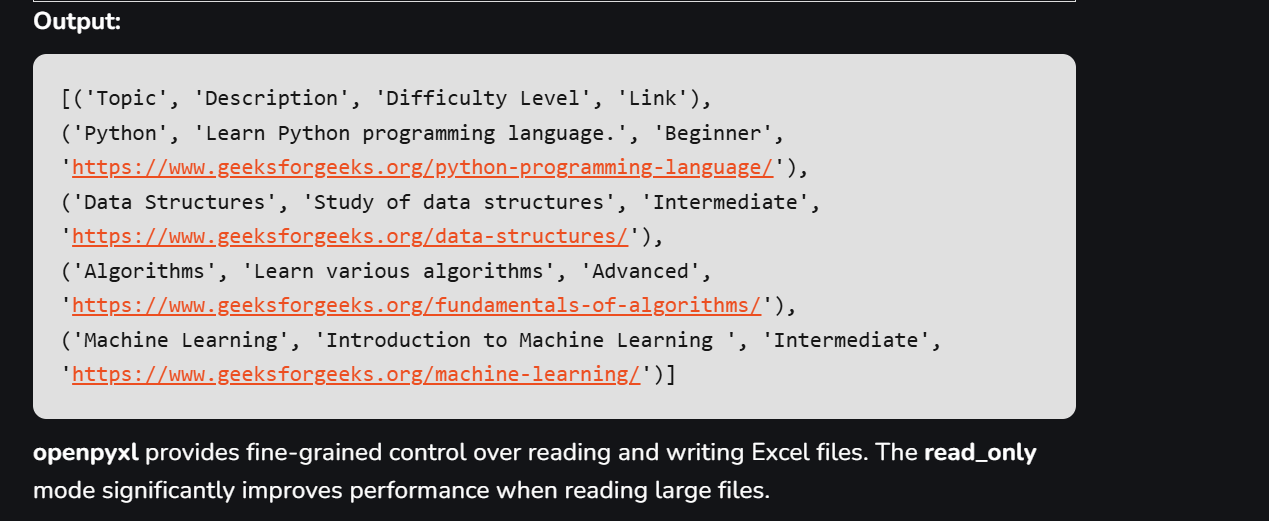 Output:
[('Topic', 'Description', 'Difficulty Level', 'Link'),
('Python', 'Learn Python programming language.', 'Beginner',
'https://www.geeksforgeeks.org/python-programming-language/'),
('Data Structures', 'Study of data structures', 'Intermediate',
'https://www.geeksforgeeks.org/data-structures/'),
('Algorithms', 'Learn various algorithms', 'Advanced',
'https://www.geeksforgeeks.org/fundamentals-of-algorithms/'),
('Machine Learning', 'Introduction to Machine Learning ', 'Intermediate',
'https://www.geeksforgeeks.org/machine-learning/')]
openpyxl provides fine-grained control over reading and writing Excel files. The read_only
mode significantly improves performance when reading large files.